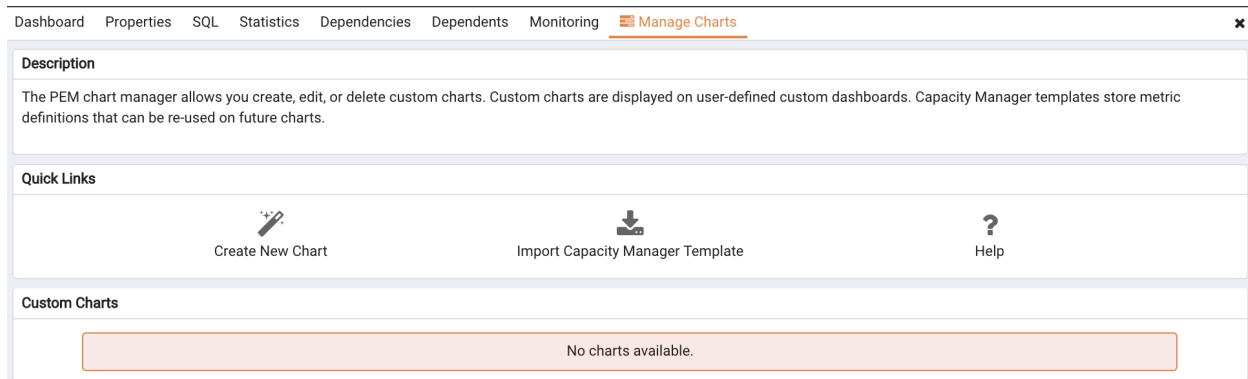 Dashboard Properties SQL Statistics Dependencies Dependents Monitoring Manage Charts
Description
The PEM chart manager allows you create, edit, or delete custom charts. Custom charts are displayed on user-defined custom dashboards. Capacity Manager templates store metric
definitions that can be re-used on future charts.
Quick Links
Create New Chart Import Capacity Manager Template Help
Custom Charts
No charts available.